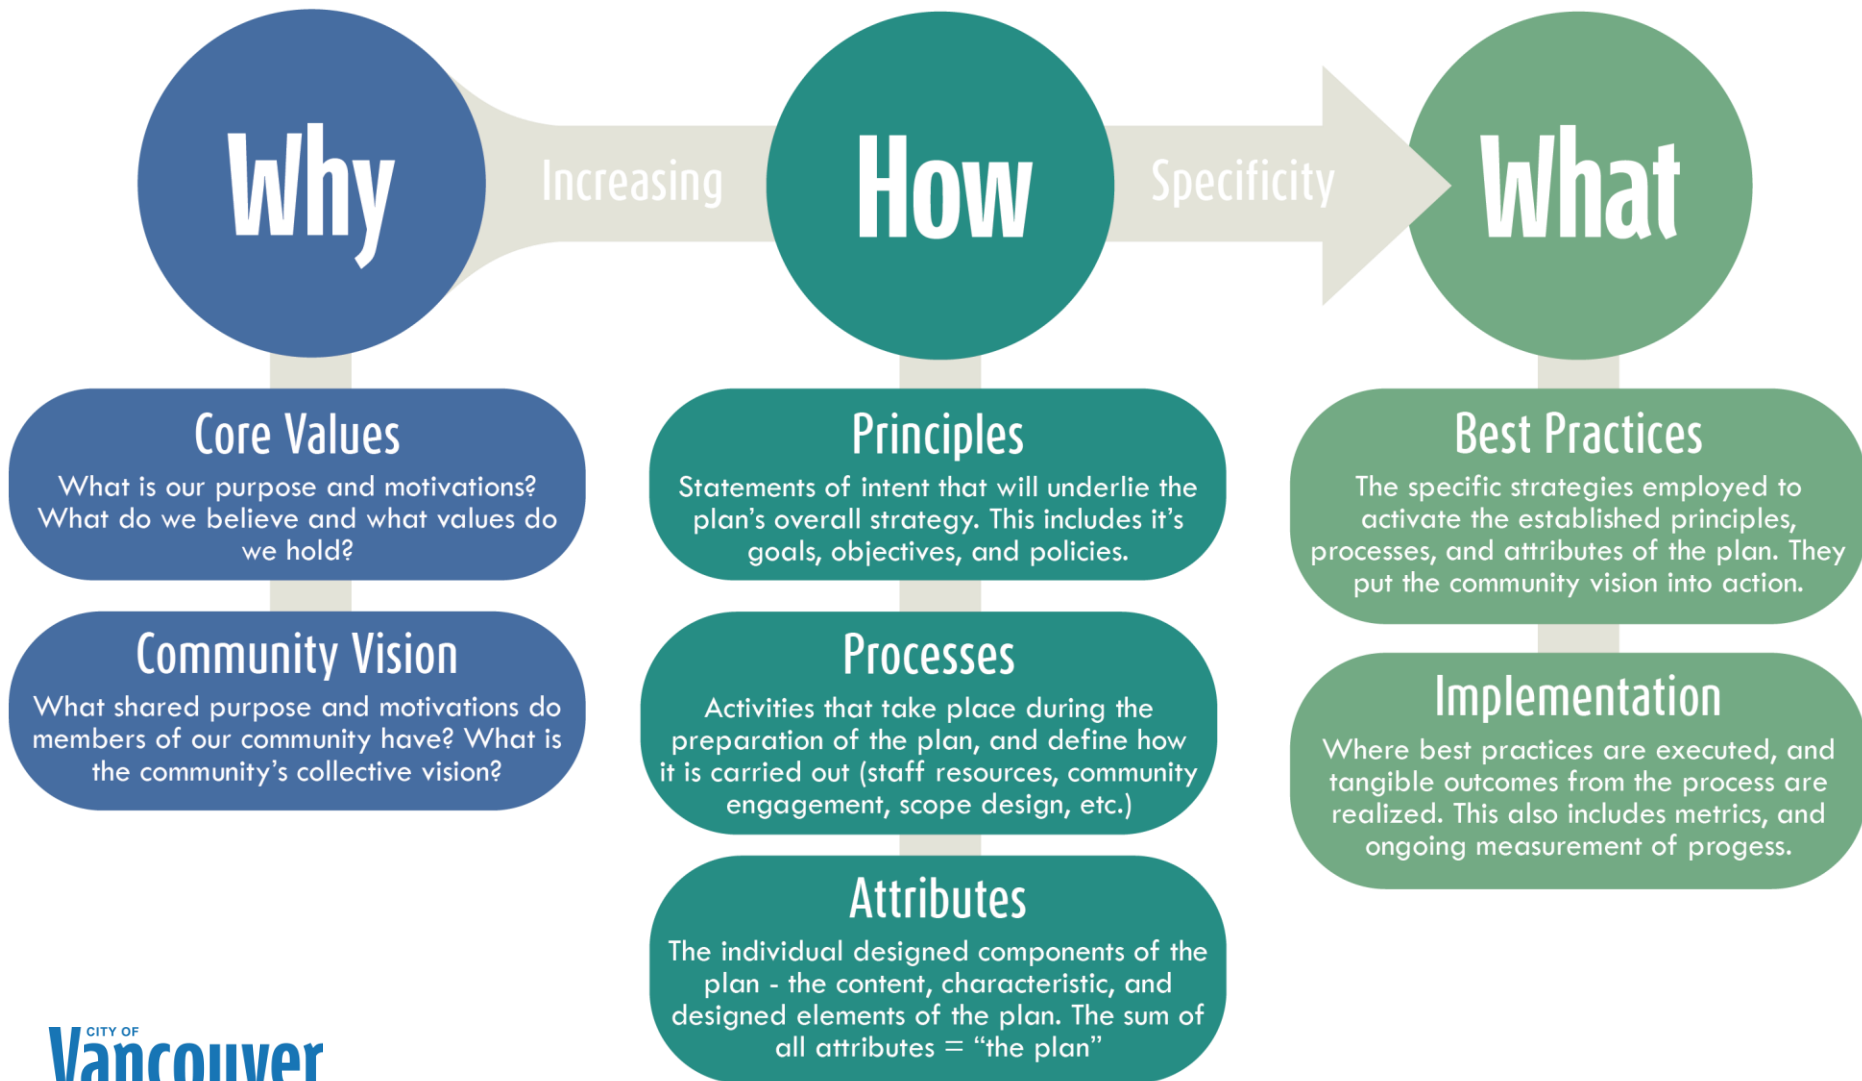 Why
Increasing
How
Specificity
What
Core Values
What is our purpose and motivations?
What do we believe and what values do
we hold?
Community Vision
What shared purpose and motivations do
members of our community have? What is
the community's collective vision?
Principles
Statements of intent that will underlie the
plan's overall strategy. This includes it's
goals, objectives, and policies.
Processes
Activities that take place during the
preparation of the plan, and define how
it is carried out (staff resources, community
engagement, scope design, etc.)
Attributes
The individual designed components of the
plan - the content, characteristic, and
designed elements of the plan. The sum of
all attributes = “the plan”
Best Practices
The specific strategies employed to
activate the established principles,
processes, and attributes of the plan. They
put the community vision into action.
Implementation
Where best practices are executed, and
tangible outcomes from the process are
realized. This also includes metrics, and
ongoing measurement of progess.
CITY OF
Vancouver